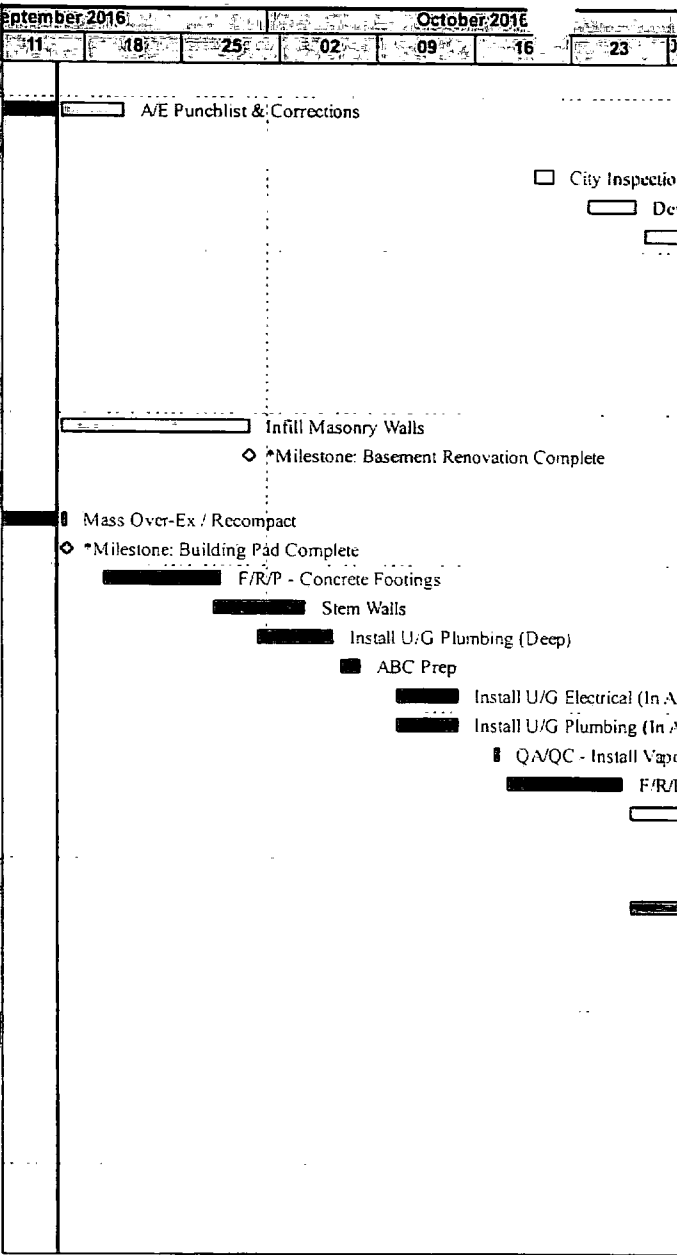 eptember 2016 October 2016
11 18 25 02 09 16 23
A/E Punchlist & Corrections
City Inspectio
De
Infill Masonry Walls
*Milestone: Basement Renovation Complete
Mass Over-Ex / Recompact
*Milestone: Building Pad Complete
F/R/P - Concrete Footings
Stem Walls
Install U/G Plumbing (Deep)
ABC Prep
Install U/G Electrical (In A
Install U/G Plumbing (In A
QA/QC - Install Vapo
F/R/